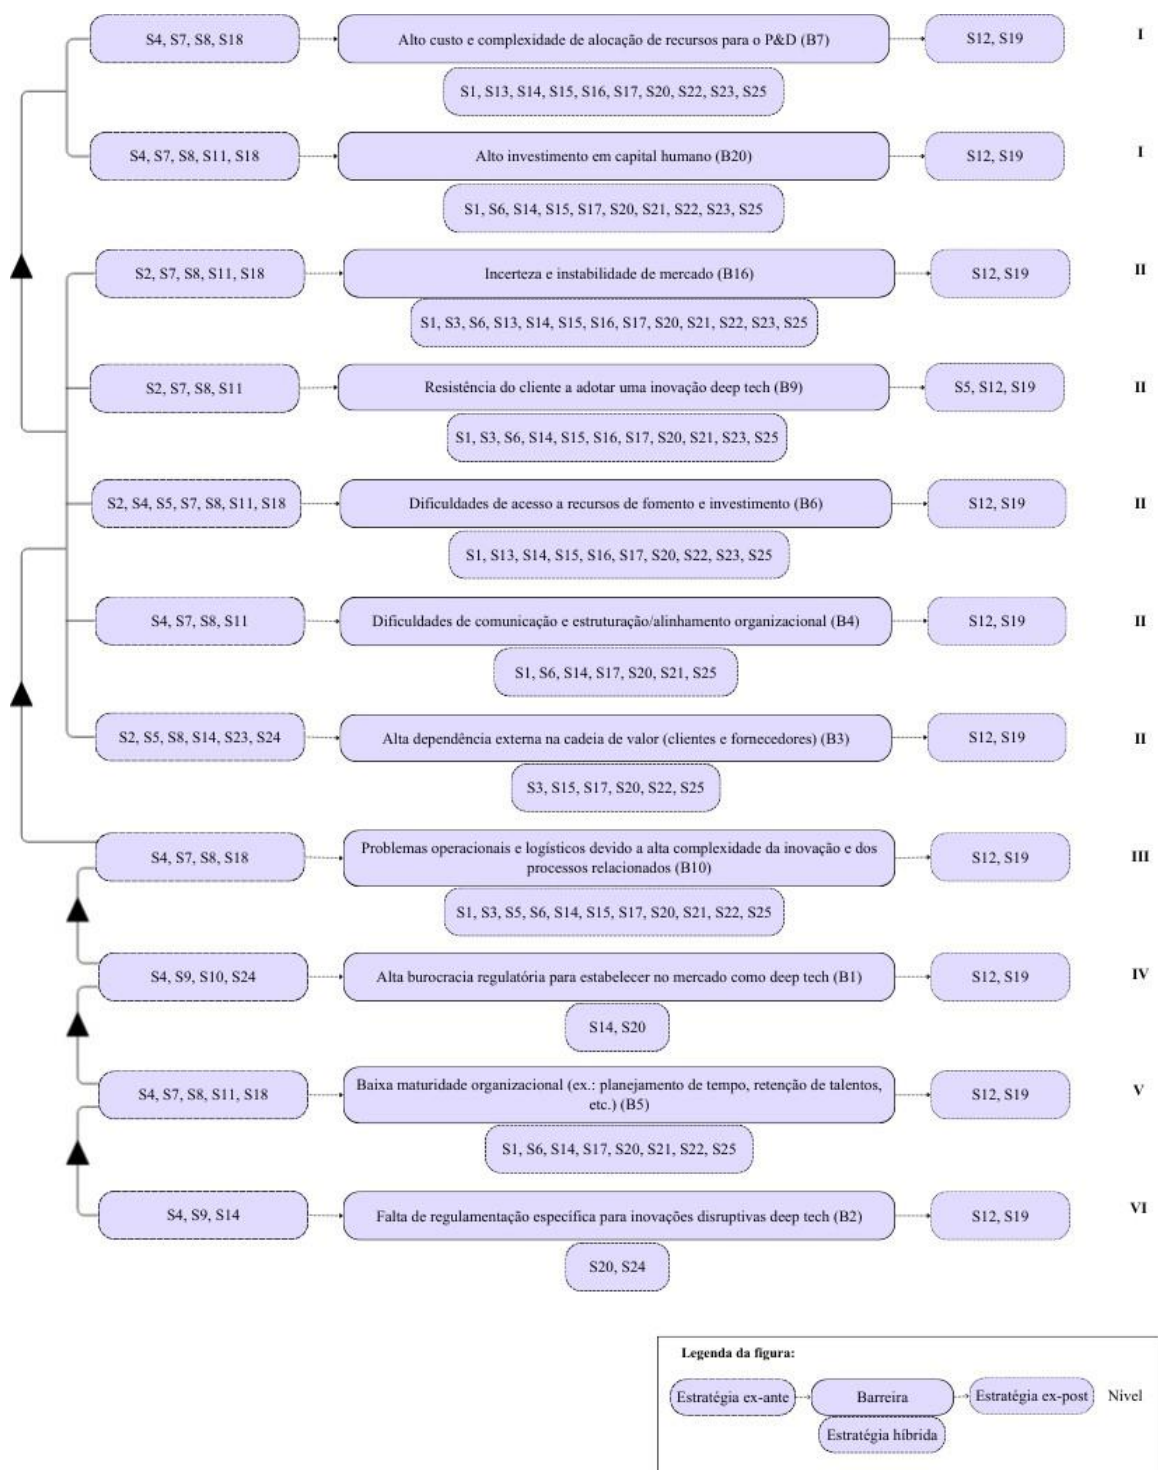 S4, S7, S8, S18
Alto custo e complexidade de alocação de recursos para o P&D (B7)
S12, S19
I
S1, S13, S14, S15, S16, S17, S20, S22, S23, S25
S4, S7, S8, S11, S18
Alto investimento em capital humano (B20)
S12, S19
I
S1, S6, S14, S15, S17, S20, S21, S22, S23, S25
S2, S7, S8, S11, S18
Incerteza e instabilidade de mercado (B16)
S12, S19
II
S1, S3, S6, S13, S14, S15, S16, S17, S20, S21, S22, S23, S25
S2, S7, S8, S11
Resistência do cliente a adotar uma inovação deep tech (B9)
S5, S12, S19
II
S1, S3, S6, S14, S15, S16, S17, S20, S21, S23, S25
S2, S4, S5, S7, S8, S11, S18
Dificuldades de acesso a recursos de fomento e investimento (B6)
S12, S19
II
S1, S13, S14, S15, S16, S17, S20, S22, S23, S25
S4, S7, S8, S11
Dificuldades de comunicação e estruturação/alinhamento organizacional (B4)
S12, S19
II
S1, S6, S14, S17, S20, S21, S25
S2, S5, S8, S14, S23, S24
Alta dependência externa na cadeia de valor (clientes e fornecedores) (B3)
S12, S19
II
S3, S15, S17, S20, S22, S25
S4, S7, S8, S18
Problemas operacionais e logísticos devido a alta complexidade da inovação e dos
processos relacionados (B10)
S12, S19
III
S1, S3, S5, S6, S14, S15, S17, S20, S21, S22, S25
S4, S9, S10, S24
Alta burocracia regulatória para estabelecer no mercado como deep tech (B1)
S12, S19
IV
S14, S20
S4, S7, S8, S11, S18
Baixa maturidade organizacional (ex.: planejamento de tempo, retenção de talentos,
etc.) (B5)
S12, S19
V
S1, S6, S14, S17, S20, S21, S22, S25
S4, S9, S14
Falta de regulamentação específica para inovações disruptivas deep tech (B2)
S12, S19
VI
S20, S24
Legenda da figura:
Estratégia ex-ante
Barreira
Estratégia ex-post
Nível
Estratégia híbrida